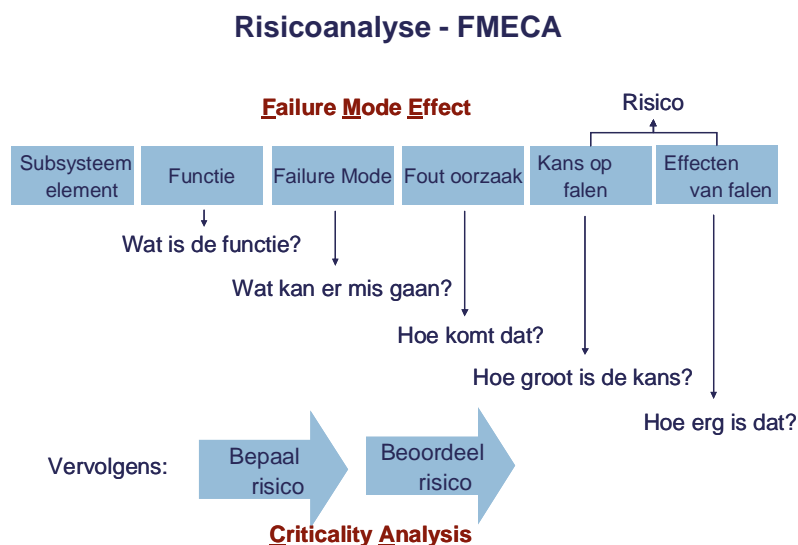 Risicoanalyse - FMECA
Failure Mode Effect
Risico
Subsysteem
element
Functie
Failure Mode
Fout oorzaak
Kans op
falen
Effecten
van falen
Wat is de functie?
Wat kan er mis gaan?
Hoe komt dat?
Hoe groot is de kans?
Hoe erg is dat?
Vervolgens:
Bepaal
risico
Beoordeel
risico
Criticality Analysis